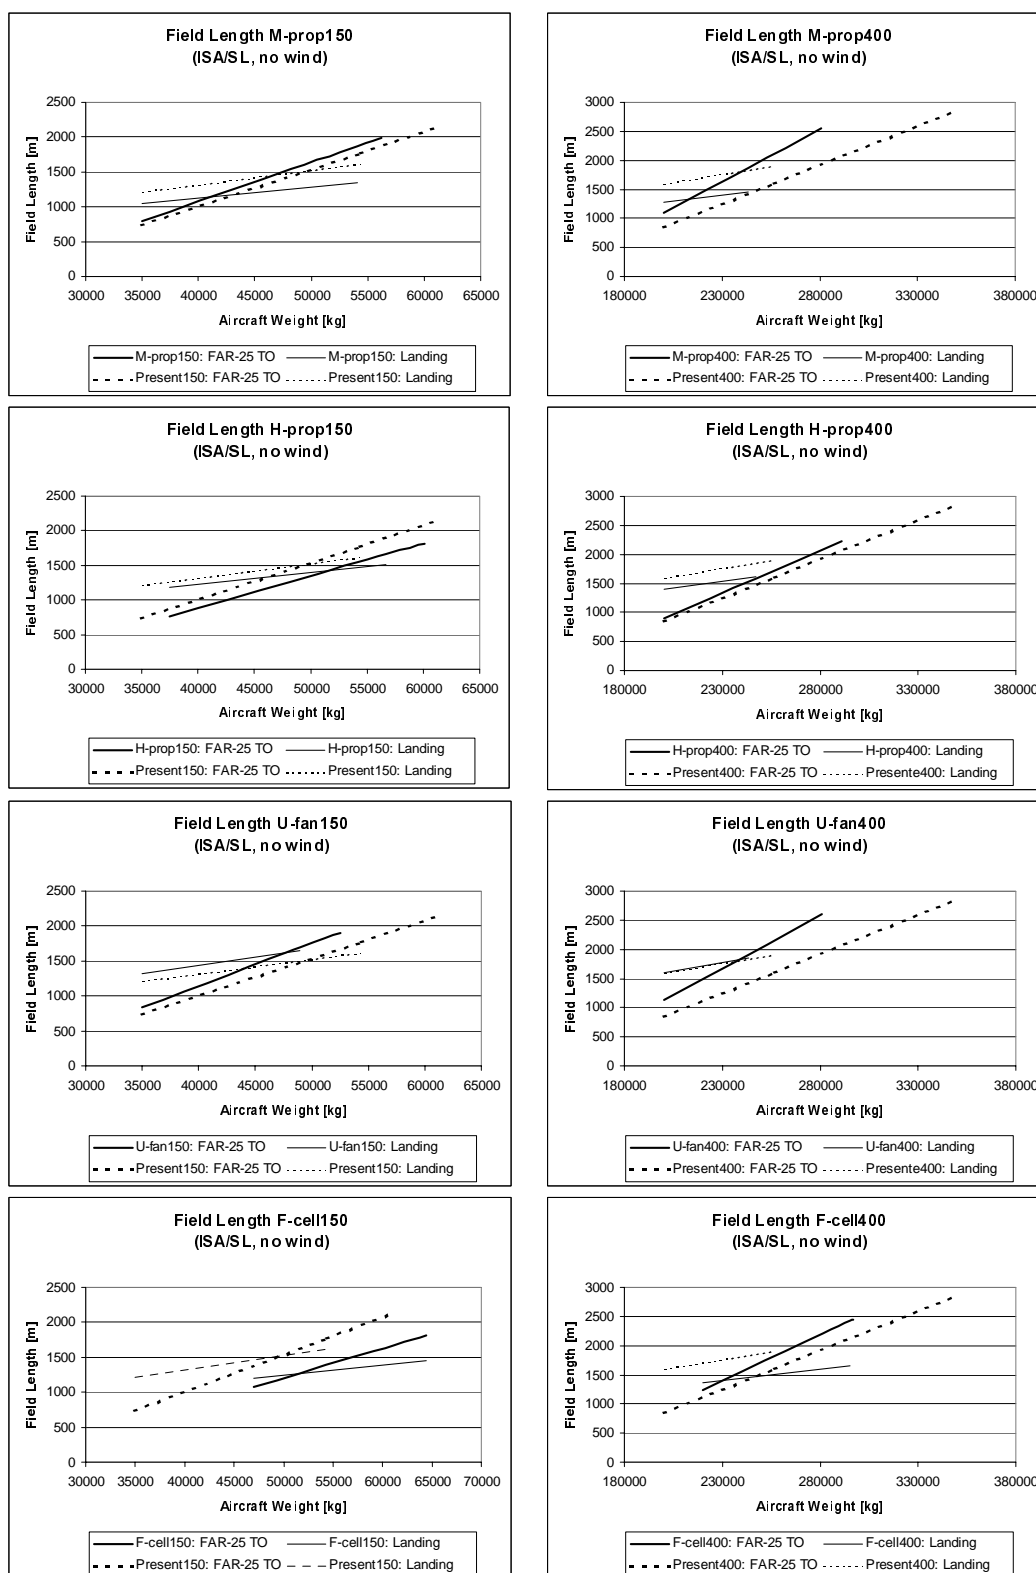 Field Length M-prop150
(ISA/SL, no wind)
Field Length [m]
2500
2000
1500
1000
500
0
30000 35000 40000 45000 50000 55000 60000 65000
Aircraft Weight [kg]
M-prop150: FAR-25 TO M-prop150: Landing
Present150: FAR-25 TO Present150: Landing
Field Length M-prop400
(ISA/SL, no wind)
Field Length [m]
3000
2500
2000
1500
1000
500
0
180000 230000 280000 330000 380000
Aircraft Weight [kg]
M-prop400: FAR-25 TO M-prop400: Landing
Present400: FAR-25 TO Present400: Landing
Field Length H-prop150
(ISA/SL, no wind)
Field Length [m]
2500
2000
1500
1000
500
0
30000 35000 40000 45000 50000 55000 60000 65000
Aircraft Weight [kg]
H-prop150: FAR-25 TO H-prop150: Landing
Present150: FAR-25 TO Present150: Landing
Field Length H-prop400
(ISA/SL, no wind)
Field Length [m]
3000
2500
2000
1500
1000
500
0
180000 230000 280000 330000 380000
Aircraft Weight [kg]
H-prop400: FAR-25 TO H-prop400: Landing
Present400: FAR-25 TO Presente400: Landing
Field Length U-fan150
(ISA/SL, no wind)
Field Length [m]
2500
2000
1500
1000
500
0
30000 35000 40000 45000 50000 55000 60000 65000
Aircraft Weight [kg]
U-fan150: FAR-25 TO U-fan150: Landing
Present150: FAR-25 TO Present150: Landing
Field Length U-fan400
(ISA/SL, no wind)
Field Length [m]
3000
2500
2000
1500
1000
500
0
180000 230000 280000 330000 380000
Aircraft Weight [kg]
U-fan400: FAR-25 TO U-fan400: Landing
Present400: FAR-25 TO Presente400: Landing
Field Length F-cell150
(ISA/SL, no wind)
Field Length [m]
2500
2000
1500
1000
500
0
30000 35000 40000 45000 50000 55000 60000 65000 70000
Aircraft Weight [kg]
F-cell150: FAR-25 TO F-cell150: Landing
Present150: FAR-25 TO Present150: Landing
Field Length F-cell400
(ISA/SL, no wind)
Field Length [m]
3000
2500
2000
1500
1000
500
0
180000 230000 280000 330000 380000
Aircraft Weight [kg]
F-cell400: FAR-25 TO F-cell400: Landing
Present400: FAR-25 TO Present400: Landing